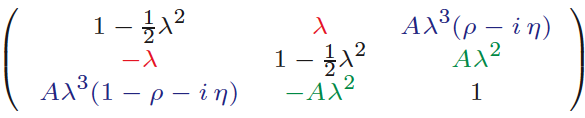 ( 1 − ½λ² λ Aλ³(ρ − i η)
−λ 1 − ½λ² Aλ²
Aλ³(1 − ρ − i η) −Aλ² 1 )